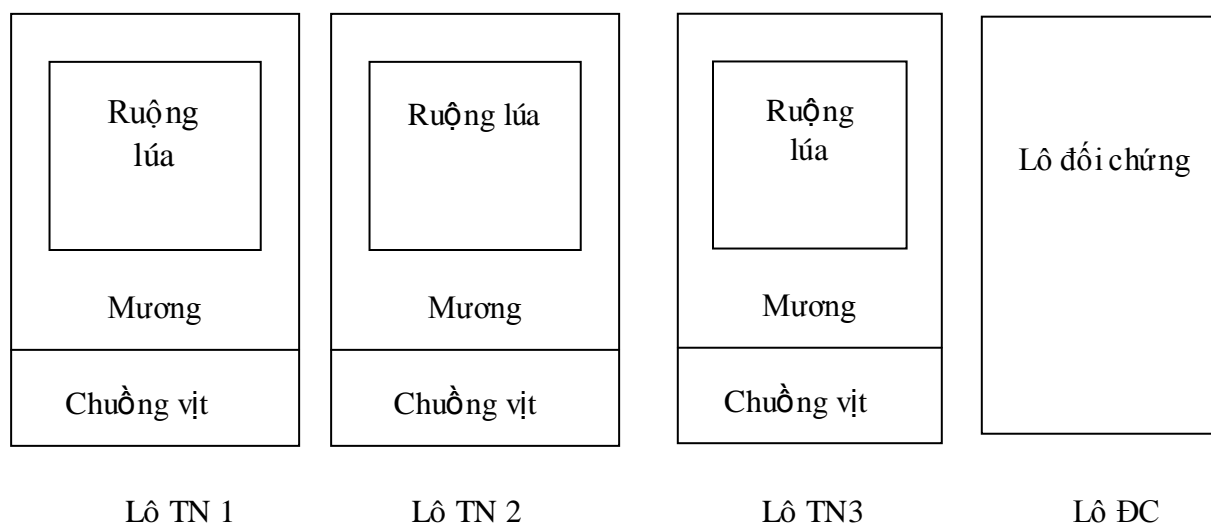 Ruộng
lúa
Ruộng lúa
Ruộng
lúa
Lô đối chứng
Mương
Mương
Mương
Chuồng vịt
Chuồng vịt
Chuồng vịt
Lô TN 1
Lô TN 2
Lô TN3
Lô ĐC